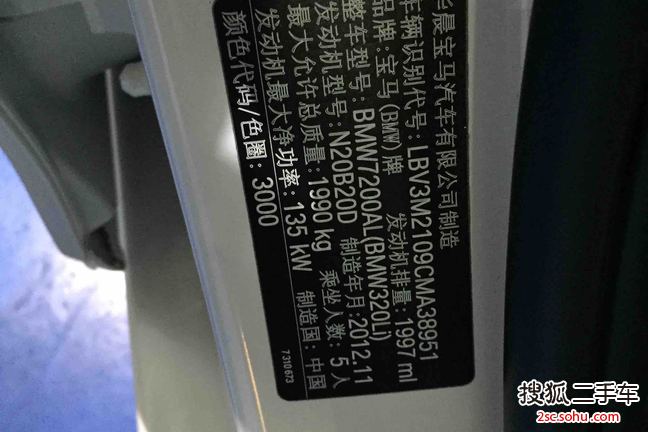 华晨宝马汽车有限公司制造
车辆识别代号: LBV3M2109CMA38951
品牌: 宝马(BMW)牌 发动机排量: 1997 ml
整车型号: BMW7200AL(BMW320Li)
发动机型号: N20B20D 制造年月: 2012.11
最大允许总质量: 1990 kg 乘坐人数: 5人
发动机最大净功率: 135 kW 制造国: 中国
颜色代码/色圈: 3000
7 310 673
搜狐二手车
2sc.sohu.com